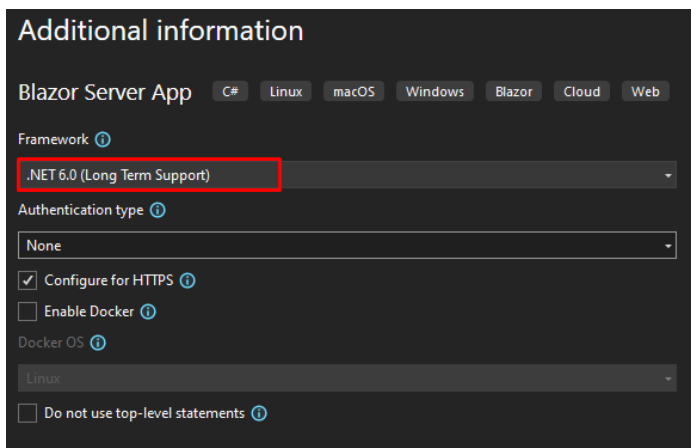 Additional information
Blazor Server App C# Linux macOS Windows Blazor Cloud Web
Framework
.NET 6.0 (Long Term Support)
Authentication type
None
Configure for HTTPS
Enable Docker
Docker OS
Linux
Do not use top-level statements